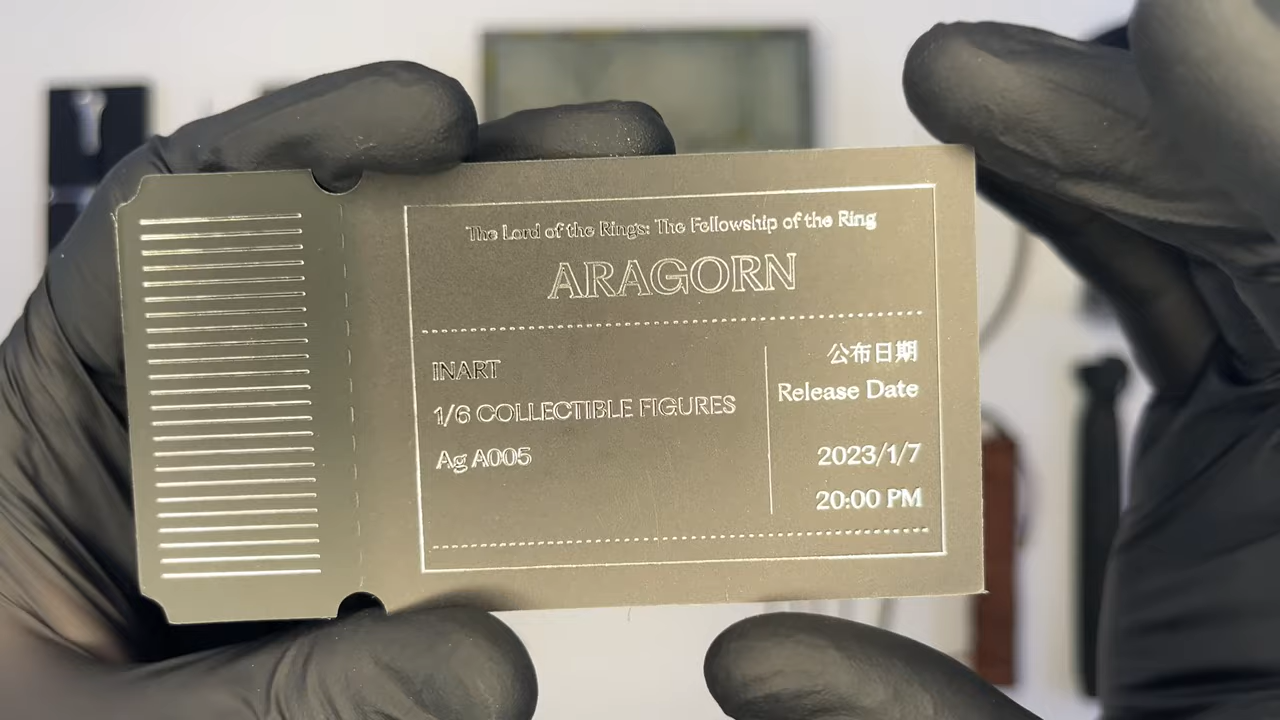 The Lord of the Rings: The Fellowship of the Ring
ARAGORN
INART
1/6 COLLECTIBLE FIGURES
Ag A005
公布日期
Release Date
2023/1/7
20:00 PM